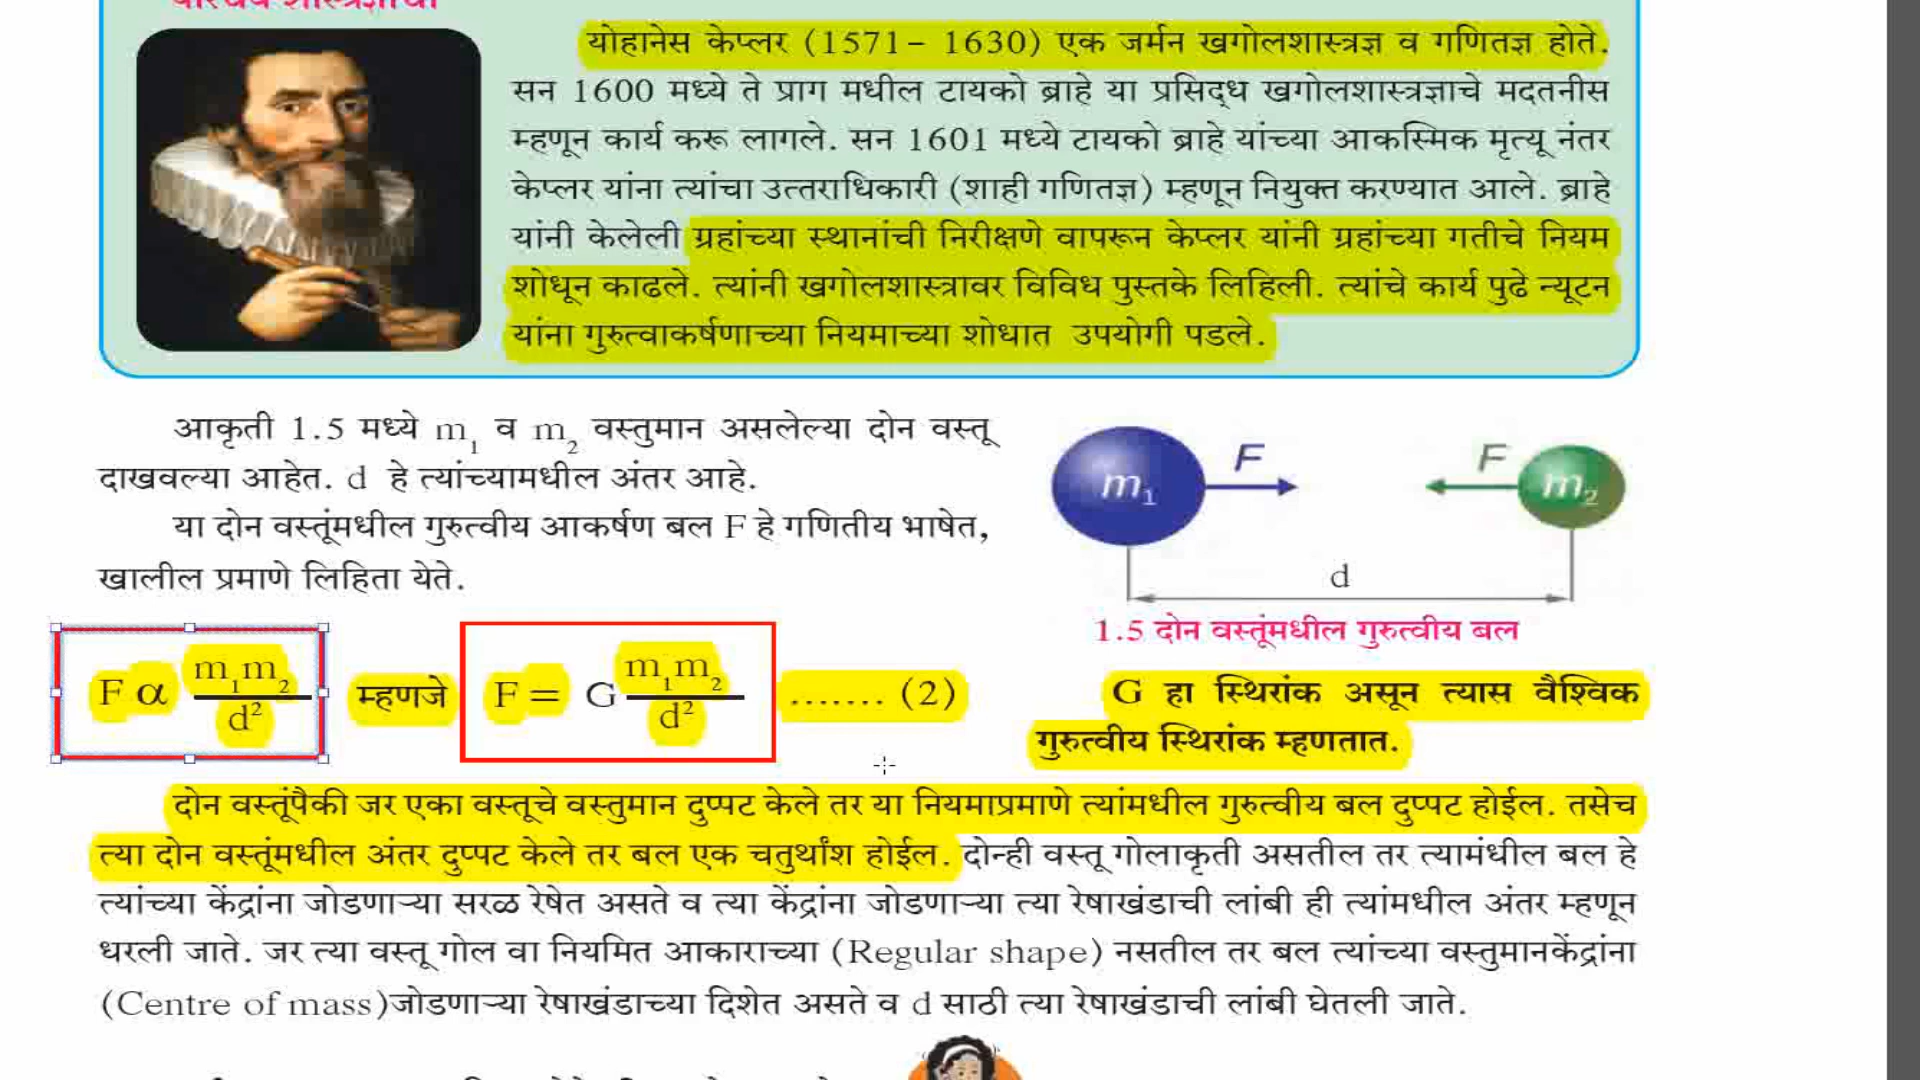 योहानेस केप्लर (1571– 1630) एक जर्मन खगोलशास्त्रज्ञ व गणितज्ञ होते.
सन 1600 मध्ये ते प्राग मधील टायको ब्राहे या प्रसिद्ध खगोलशास्त्रज्ञाचे मदतनीस
म्हणून कार्य करू लागले. सन 1601 मध्ये टायको ब्राहे यांच्या आकस्मिक मृत्यू नंतर
केप्लर यांना त्यांचा उत्तराधिकारी (शाही गणितज्ञ) म्हणून नियुक्त करण्यात आले. ब्राहे
यांनी केलेली ग्रहांच्या स्थानांची निरीक्षणे वापरून केप्लर यांनी ग्रहांच्या गतीचे नियम
शोधून काढले. त्यांनी खगोलशास्त्रावर विविध पुस्तके लिहिली. त्यांचे कार्य पुढे न्यूटन
यांना गुरुत्वाकर्षणाच्या नियमाच्या शोधात उपयोगी पडले.
आकृती 1.5 मध्ये m₁ व m₂ वस्तुमान असलेल्या दोन वस्तू
दाखवल्या आहेत. d हे त्यांच्यामधील अंतर आहे.
या दोन वस्तूंमधील गुरुत्वीय आकर्षण बल F हे गणितीय भाषेत,
खालील प्रमाणे लिहिता येते.
m₁ F F m₂
d
1.5 दोन वस्तूंमधील गुरुत्वीय बल
F α m₁m₂/d² म्हणजे F = G m₁m₂/d² ....... (2)
G हा स्थिरांक असून त्यास वैश्विक
गुरुत्वीय स्थिरांक म्हणतात.
दोन वस्तूंपैकी जर एका वस्तूचे वस्तुमान दुप्पट केले तर या नियमाप्रमाणे त्यांमधील गुरुत्वीय बल दुप्पट होईल. तसेच
त्या दोन वस्तूंमधील अंतर दुप्पट केले तर बल एक चतुर्थांश होईल. दोन्ही वस्तू गोलाकृती असतील तर त्यामंधील बल हे
त्यांच्या केंद्रांना जोडणाऱ्या सरळ रेषेत असते व त्या केंद्रांना जोडणाऱ्या त्या रेषाखंडाची लांबी ही त्यांमधील अंतर म्हणून
धरली जाते. जर त्या वस्तू गोल वा नियमित आकाराच्या (Regular shape) नसतील तर बल त्यांच्या वस्तुमानकेंद्रांना
(Centre of mass)जोडणाऱ्या रेषाखंडाच्या दिशेत असते व d साठी त्या रेषाखंडाची लांबी घेतली जाते.